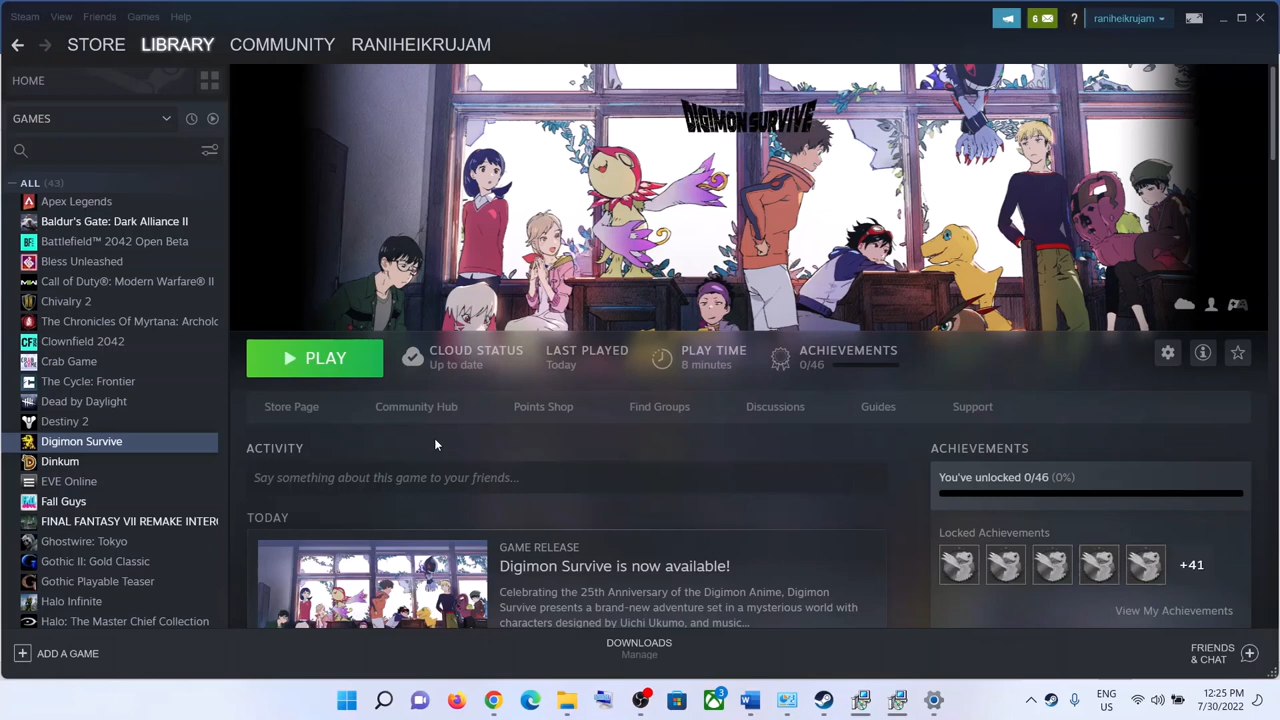 Steam View Friends Games Help
6 ? raniheikrujam
STORE LIBRARY COMMUNITY RANIHEIKRUJAM
HOME
GAMES
ALL (43)
Apex Legends
Baldur's Gate: Dark Alliance II
Battlefield™ 2042 Open Beta
Bless Unleashed
Call of Duty®: Modern Warfare® II
Chivalry 2
The Chronicles Of Myrtana: Archolo
Clownfield 2042
Crab Game
The Cycle: Frontier
Dead by Daylight
Destiny 2
Digimon Survive
Dinkum
EVE Online
Fall Guys
FINAL FANTASY VII REMAKE INTERG
Ghostwire: Tokyo
Gothic II: Gold Classic
Gothic Playable Teaser
Halo Infinite
Halo: The Master Chief Collection
ADD A GAME
DIGIMON SURVIVE
PLAY
CLOUD STATUS
Up to date
LAST PLAYED
Today
PLAY TIME
8 minutes
ACHIEVEMENTS
0/46
Store Page Community Hub Points Shop Find Groups Discussions Guides Support
ACTIVITY
Say something about this game to your friends...
TODAY
GAME RELEASE
Digimon Survive is now available!
Celebrating the 25th Anniversary of the Digimon Anime, Digimon
Survive presents a brand-new adventure set in a mysterious world with
characters designed by Uichi Ukumo, and music...
ACHIEVEMENTS
You've unlocked 0/46 (0%)
Locked Achievements
+41
View My Achievements
DOWNLOADS
Manage
FRIENDS
& CHAT
3
ENG
US
12:25 PM
7/30/2022